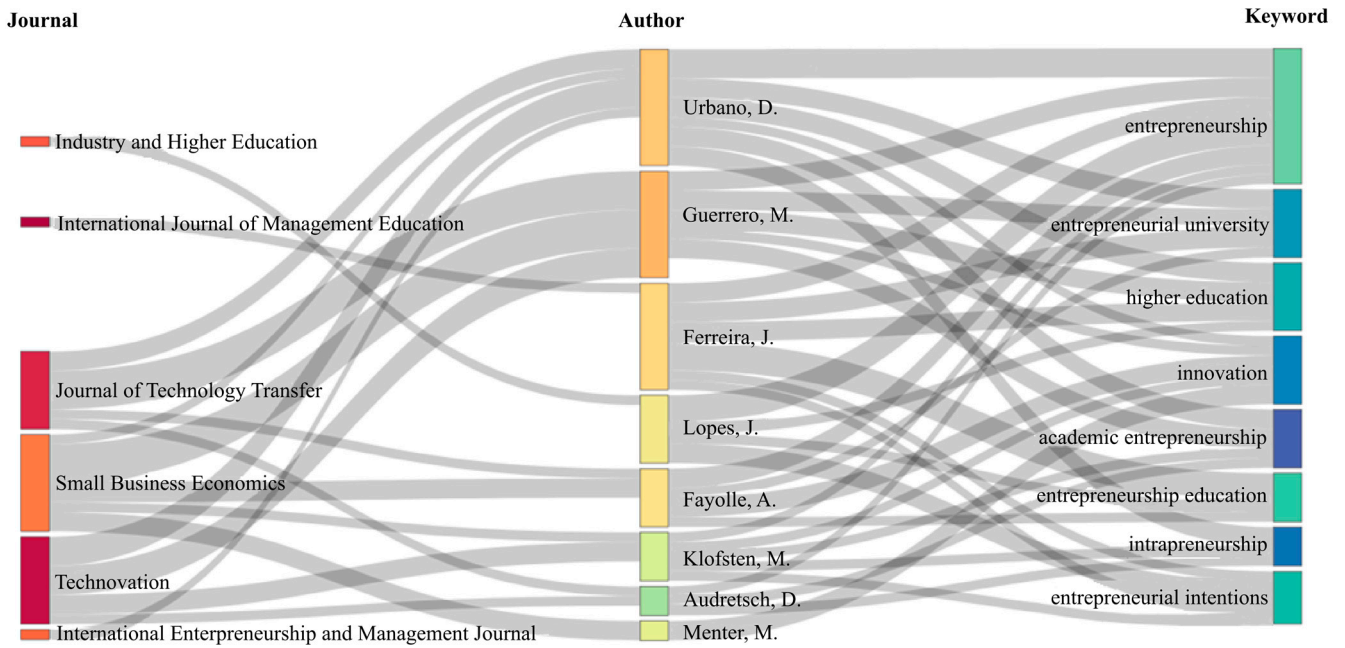 Journal
Author
Keyword
Industry and Higher Education
International Journal of Management Education
Journal of Technology Transfer
Small Business Economics
Technovation
International Enterpreneurship and Management Journal
Urbano, D.
Guerrero, M.
Ferreira, J.
Lopes, J.
Fayolle, A.
Klofsten, M.
Audretsch, D.
Menter, M.
entrepreneurship
entrepreneurial university
higher education
innovation
academic entrepreneurship
entrepreneurship education
intrapreneurship
entrepreneurial intentions